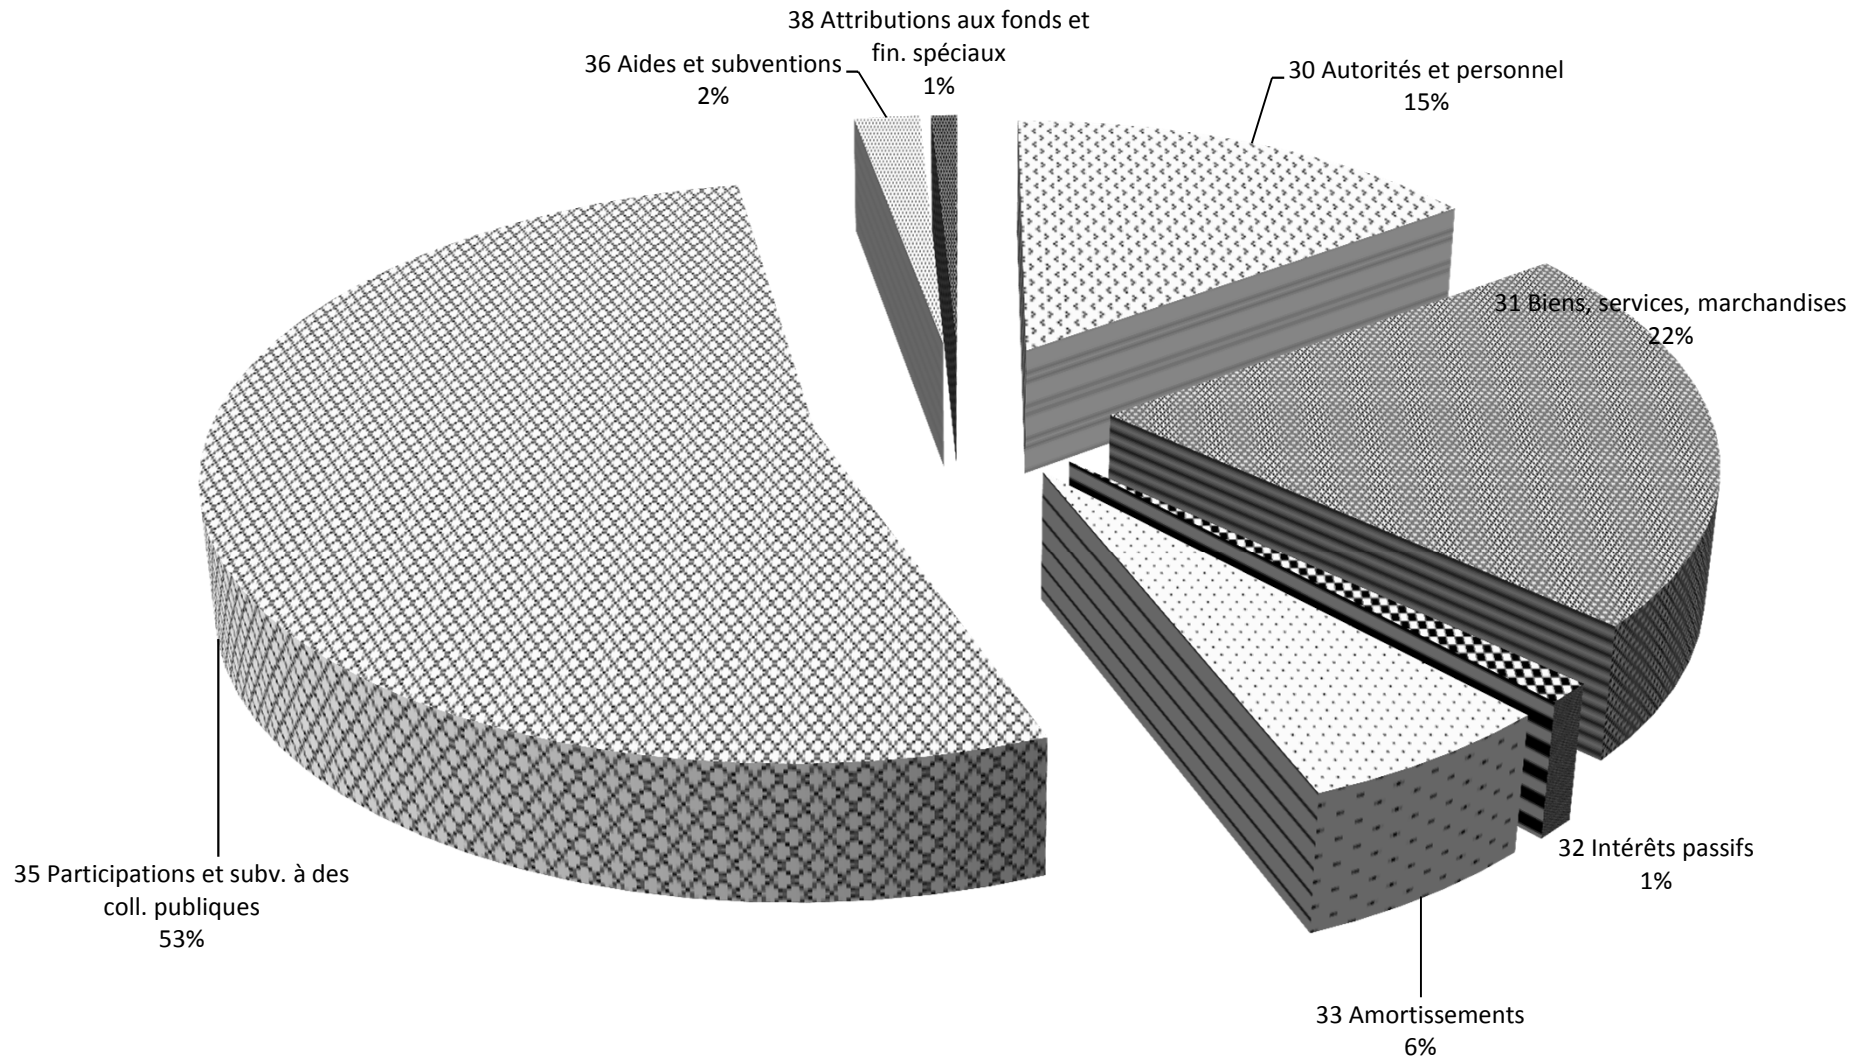 38 Attributions aux fonds et
fin. spéciaux
1%
36 Aides et subventions
2%
30 Autorités et personnel
15%
31 Biens, services, marchandises
22%
32 Intérêts passifs
1%
35 Participations et subv. à des
coll. publiques
53%
33 Amortissements
6%